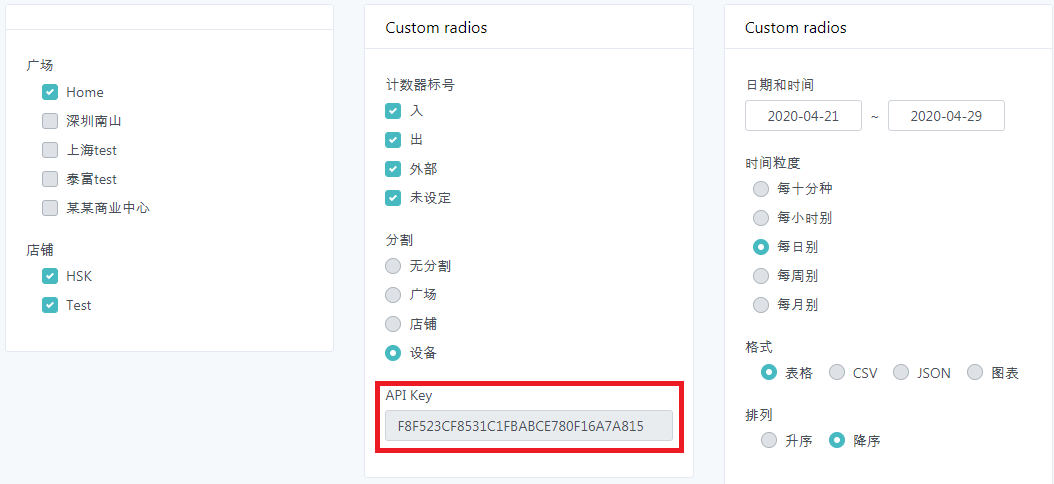 广场
Home
深圳南山
上海test
泰富test
某某商业中心
店铺
HSK
Test
Custom radios
计数器标号
入
出
外部
未设定
分割
无分割
广场
店铺
设备
API Key
F8F523CF8531C1FBABCE780F16A7A815
Custom radios
日期和时间
2020-04-21 ~ 2020-04-29
时间粒度
每十分种
每小时别
每日别
每周别
每月别
格式
表格 CSV JSON 图表
排列
升序 降序